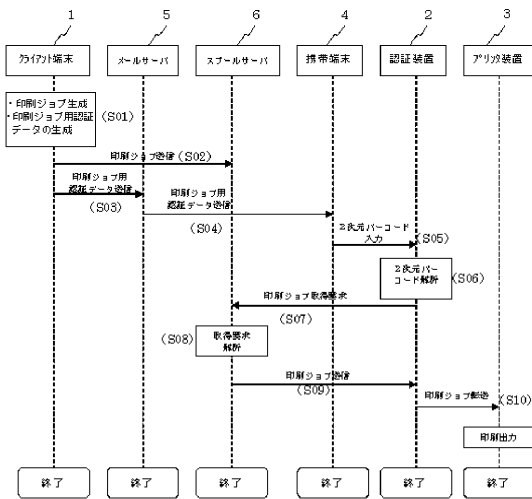 1 5 6 4 2 3
クライアント端末 メールサーバ スプールサーバ 携帯端末 認証装置 プリンタ装置
・印刷ジョブ生成
・印刷ジョブ用認証 (S01)
データの生成
印刷ジョブ送信(S02)
印刷ジョブ用
認証データ送信
(S03)
印刷ジョブ用
認証データ送信
(S04)
2次元バーコード
入力 (S05)
2次元バー
コード解析 (S06)
印刷ジョブ取得要求
(S07)
(S08) 取得要求
解析
印刷ジョブ送信
(S09)
印刷ジョブ転送 (S10)
印刷出力
終了 終了 終了 終了 終了 終了